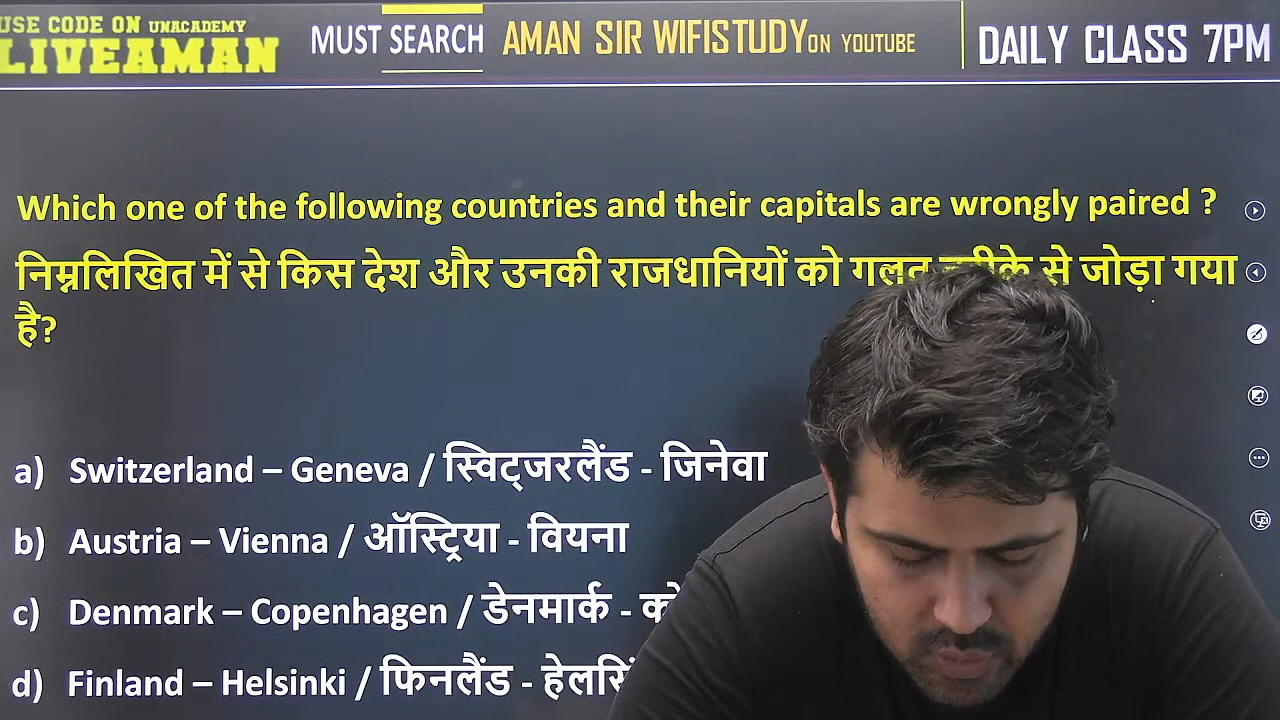 USE CODE ON UNACADEMY
LIVEAMAN
MUST SEARCH
AMAN SIR WIFISTUDY ON YOUTUBE
DAILY CLASS 7PM
Which one of the following countries and their capitals are wrongly paired ?
निम्नलिखित में से किस देश और उनकी राजधानियों को गलत से जोड़ा गया
है?
a) Switzerland – Geneva / स्विट्जरलैंड - जिनेवा
b) Austria – Vienna / ऑस्ट्रिया - वियना
c) Denmark – Copenhagen / डेनमार्क -
d) Finland – Helsinki / फिनलैंड -